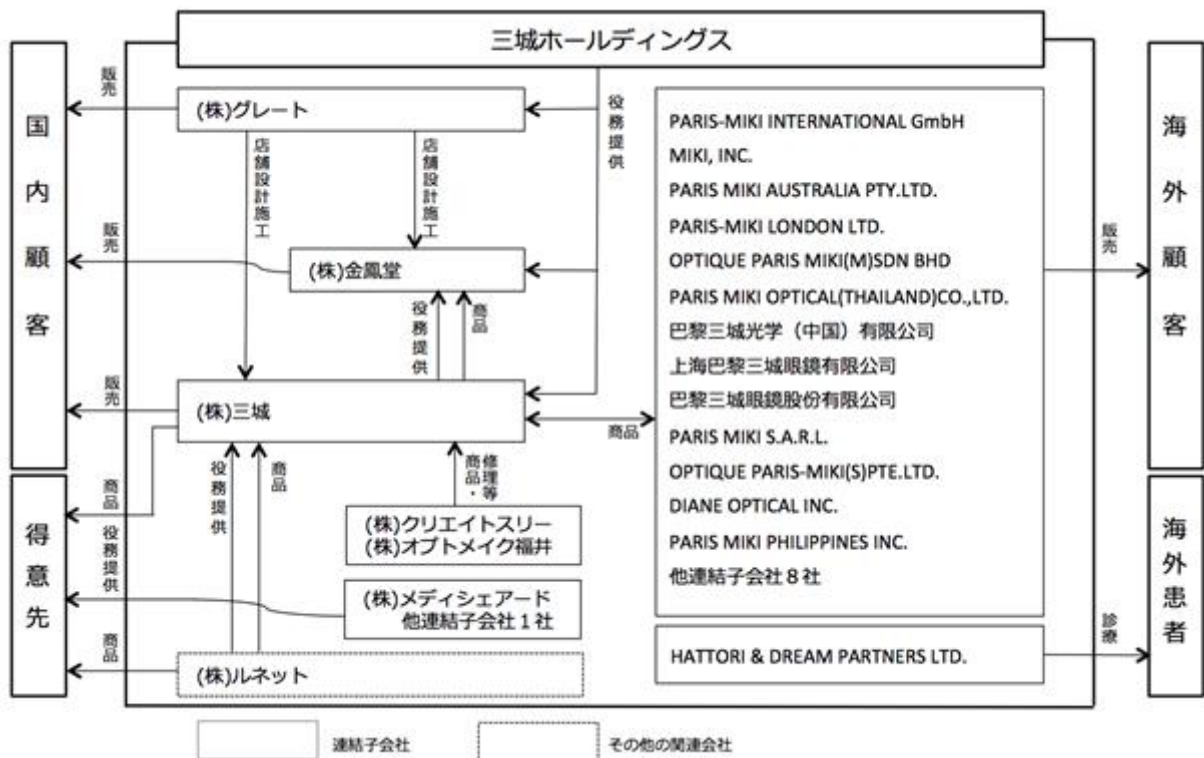 三城ホールディングス
国内顧客
得意先
販売
(株)グレート
店舗設計施工
店舗設計施工
役務提供
販売
(株)金鳳堂
役務提供
商品
販売
(株)三城
商品
商品
役務提供
役務提供
商品
商品・
修理等
(株)クリエイトスリー
(株)オプトメイク福井
(株)メディシェアード
他連結子会社１社
商品
(株)ルネット
PARIS-MIKI INTERNATIONAL GmbH
MIKI, INC.
PARIS MIKI AUSTRALIA PTY.LTD.
PARIS-MIKI LONDON LTD.
OPTIQUE PARIS MIKI(M)SDN BHD
PARIS MIKI OPTICAL(THAILAND)CO.,LTD.
巴黎三城光学（中国）有限公司
上海巴黎三城眼鏡有限公司
巴黎三城眼鏡股份有限公司
PARIS MIKI S.A.R.L.
OPTIQUE PARIS-MIKI(S)PTE.LTD.
DIANE OPTICAL INC.
PARIS MIKI PHILIPPINES INC.
他連結子会社８社
HATTORI & DREAM PARTNERS LTD.
販売
診療
海外顧客
海外患者
連結子会社
その他の関連会社